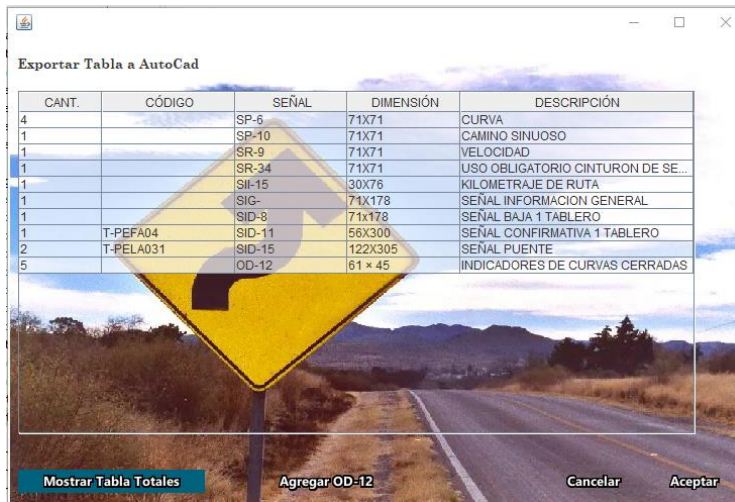 Exportar Tabla a AutoCad
CANT. CÓDIGO SEÑAL DIMENSIÓN DESCRIPCIÓN
4 SP-6 71X71 CURVA
1 SP-10 71X71 CAMINO SINUOSO
1 SR-9 71X71 VELOCIDAD
1 SR-34 71X71 USO OBLIGATORIO CINTURON DE SE...
1 SII-15 30X76 KILOMETRAJE DE RUTA
1 SIG- 71X178 SEÑAL INFORMACION GENERAL
1 SID-8 71x178 SEÑAL BAJA 1 TABLERO
1 T-PEFA04 SID-11 56X300 SEÑAL CONFIRMATIVA 1 TABLERO
2 T-PELA031 SID-15 122X305 SEÑAL PUENTE
5 OD-12 61 × 45 INDICADORES DE CURVAS CERRADAS
Mostrar Tabla Totales Agregar OD-12 Cancelar Aceptar